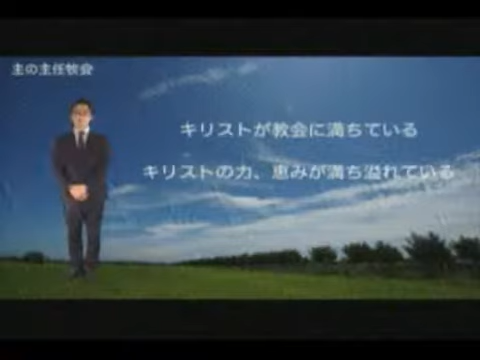 主の主任牧会
キリストが教会に満ちている
キリストの力、恵みが満ち溢れている